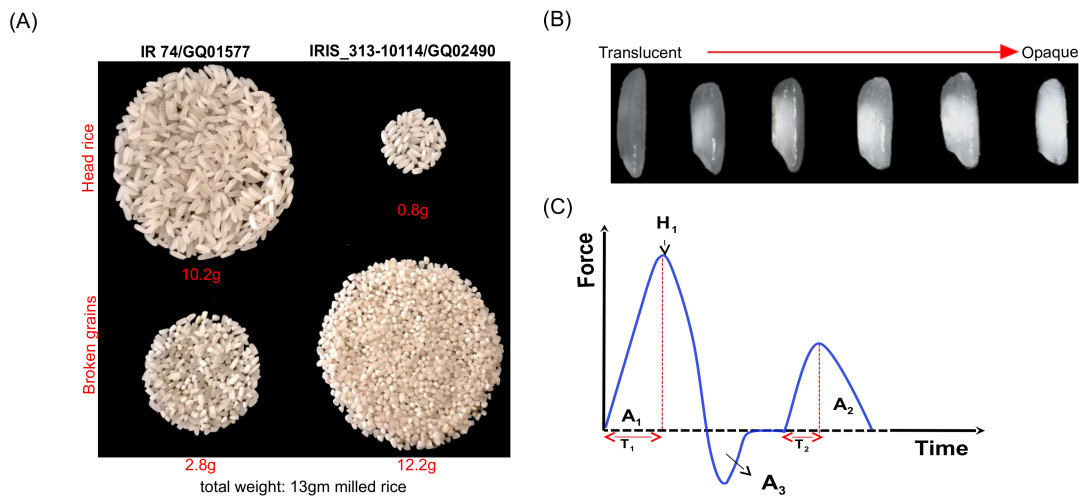 (A)
IR 74/GQ01577
IRIS_313-10114/GQ02490
Head rice
10.2g
0.8g
Broken grains
2.8g
12.2g
total weight: 13gm milled rice
(B)
Translucent
Opaque
(C)
Force
H1
A1
T1
A2
T2
A3
Time